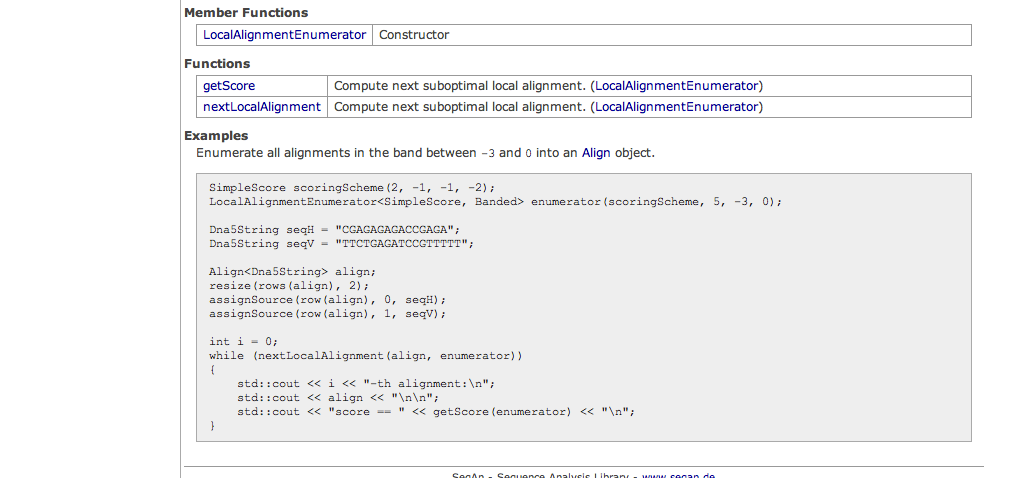 Member Functions
LocalAlignmentEnumerator Constructor
Functions
getScore Compute next suboptimal local alignment. (LocalAlignmentEnumerator)
nextLocalAlignment Compute next suboptimal local alignment. (LocalAlignmentEnumerator)
Examples
Enumerate all alignments in the band between -3 and 0 into an Align object.
SimpleScore scoringScheme(2, -1, -1, -2);
LocalAlignmentEnumerator<SimpleScore, Banded> enumerator(scoringScheme, 5, -3, 0);
Dna5String seqH = "CGAGAGAGACCGAGA";
Dna5String seqV = "TTCTGAGATCCGTTTTT";
Align<Dna5String> align;
resize(rows(align), 2);
assignSource(row(align), 0, seqH);
assignSource(row(align), 1, seqV);
int i = 0;
while (nextLocalAlignment(align, enumerator))
{
    std::cout << i << "-th alignment:\n";
    std::cout << align << "\n\n";
    std::cout << "score == " << getScore(enumerator) << "\n";
}
SeqAn - Sequence Analysis Library - www.seqan.de